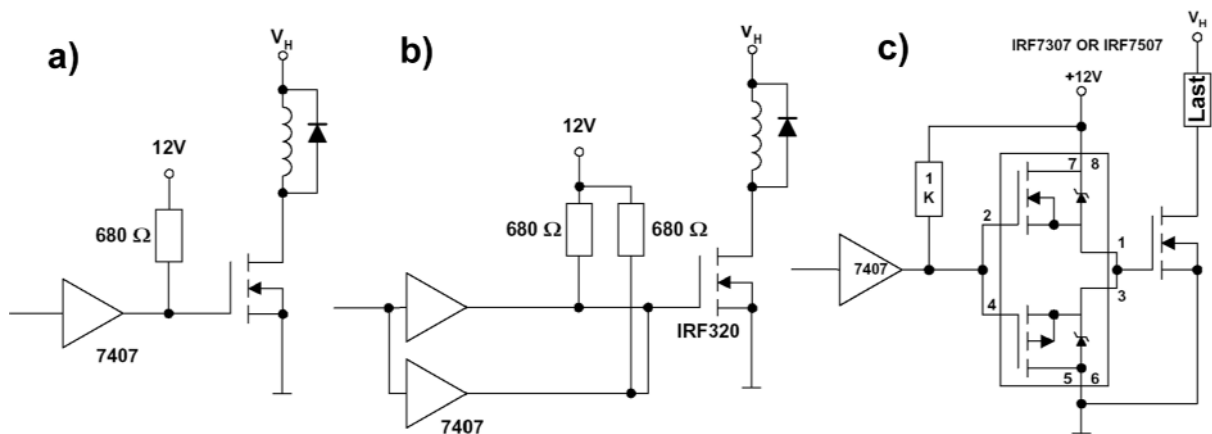 a)
V_H
12V
680 Ω
7407
b)
V_H
12V
680 Ω
680 Ω
IRF320
7407
c)
IRF7307 OR IRF7507
V_H
+12V
Last
1
K
7 8
2
1
7407
4
3
5 6